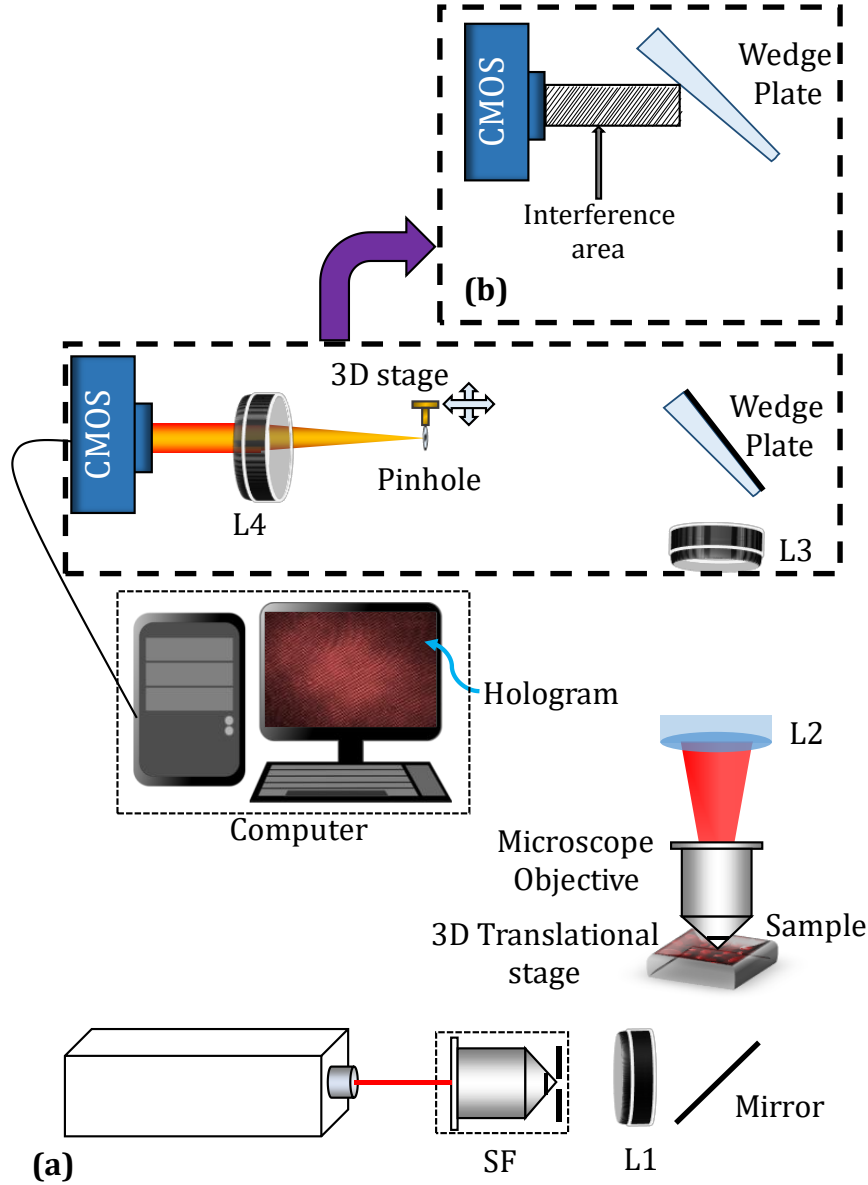 CMOS
Wedge
Plate
Interference
area
(b)
3D stage
CMOS
Wedge
Plate
Pinhole
L4
L3
Hologram
L2
Computer
Microscope
Objective
Sample
3D Translational
stage
Mirror
SF
L1
(a)